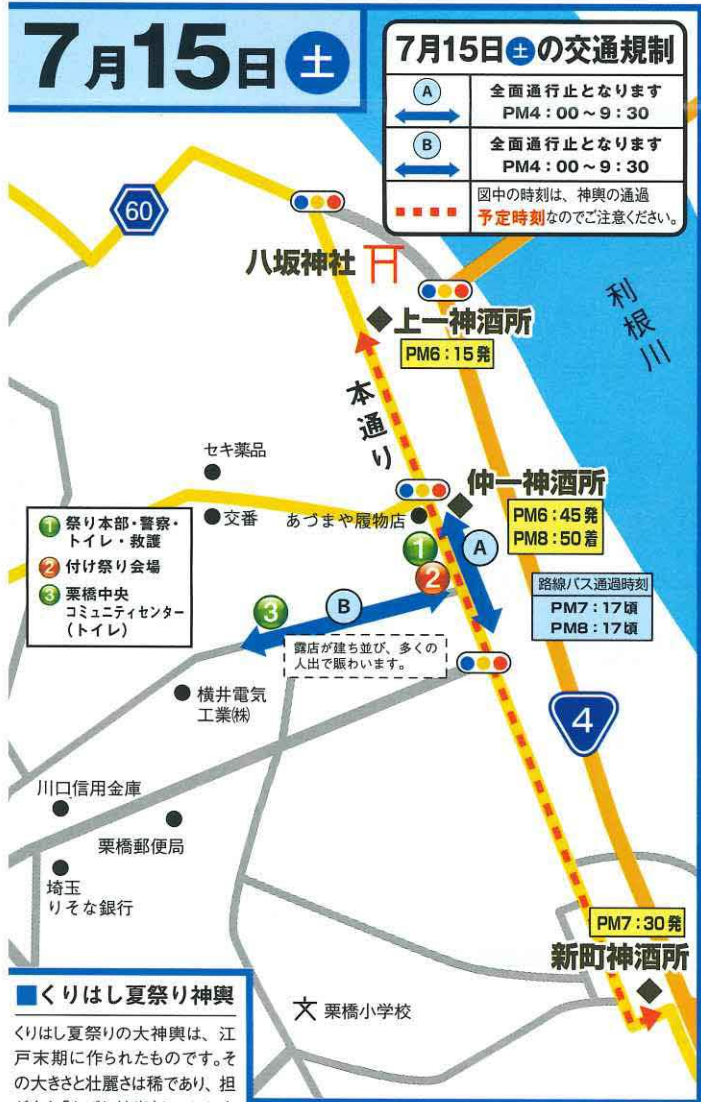 7月15日 土
7月15日土の交通規制
A
全面通行止となります
PM4：00～9：30
B
全面通行止となります
PM4：00～9：30
図中の時刻は、神輿の通過
予定時刻なのでご注意ください。
60
八坂神社
利根川
上一神酒所
PM6：15発
本通り
セキ薬品
仲一神酒所
交番
あづまや履物店
PM6：45発
PM8：50着
1 祭り本部・警察・
トイレ・救護
2 付け祭り会場
3 栗橋中央
コミュニティセンター
(トイレ)
1
A
2
路線バス通過時刻
PM7：17頃
PM8：17頃
3
B
露店が建ち並び、多くの
人出で賑わいます。
横井電気
工業㈱
4
川口信用金庫
栗橋郵便局
埼玉
りそな銀行
PM7：30発
新町神酒所
■くりはし夏祭り神輿
栗橋小学校
くりはし夏祭りの大神輿は、江
戸末期に作られたものです。そ
の大きさと壮麗さは稀であり、担